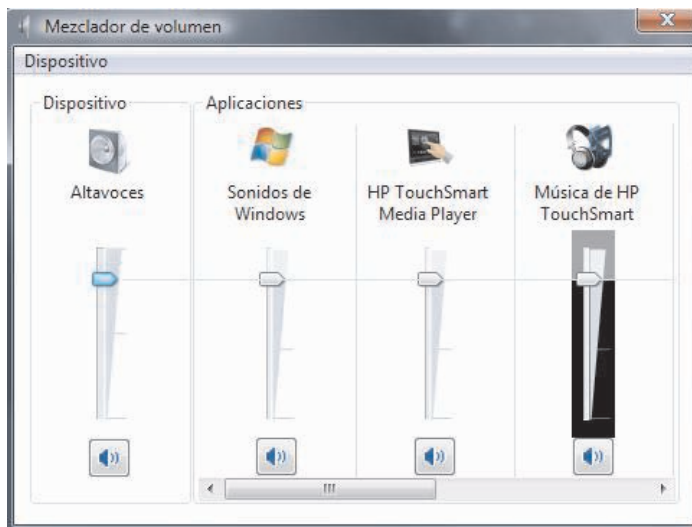 Mezclador de volumen
Dispositivo
Dispositivo
Aplicaciones
Altavoces
Sonidos de
Windows
HP TouchSmart
Media Player
Música de HP
TouchSmart